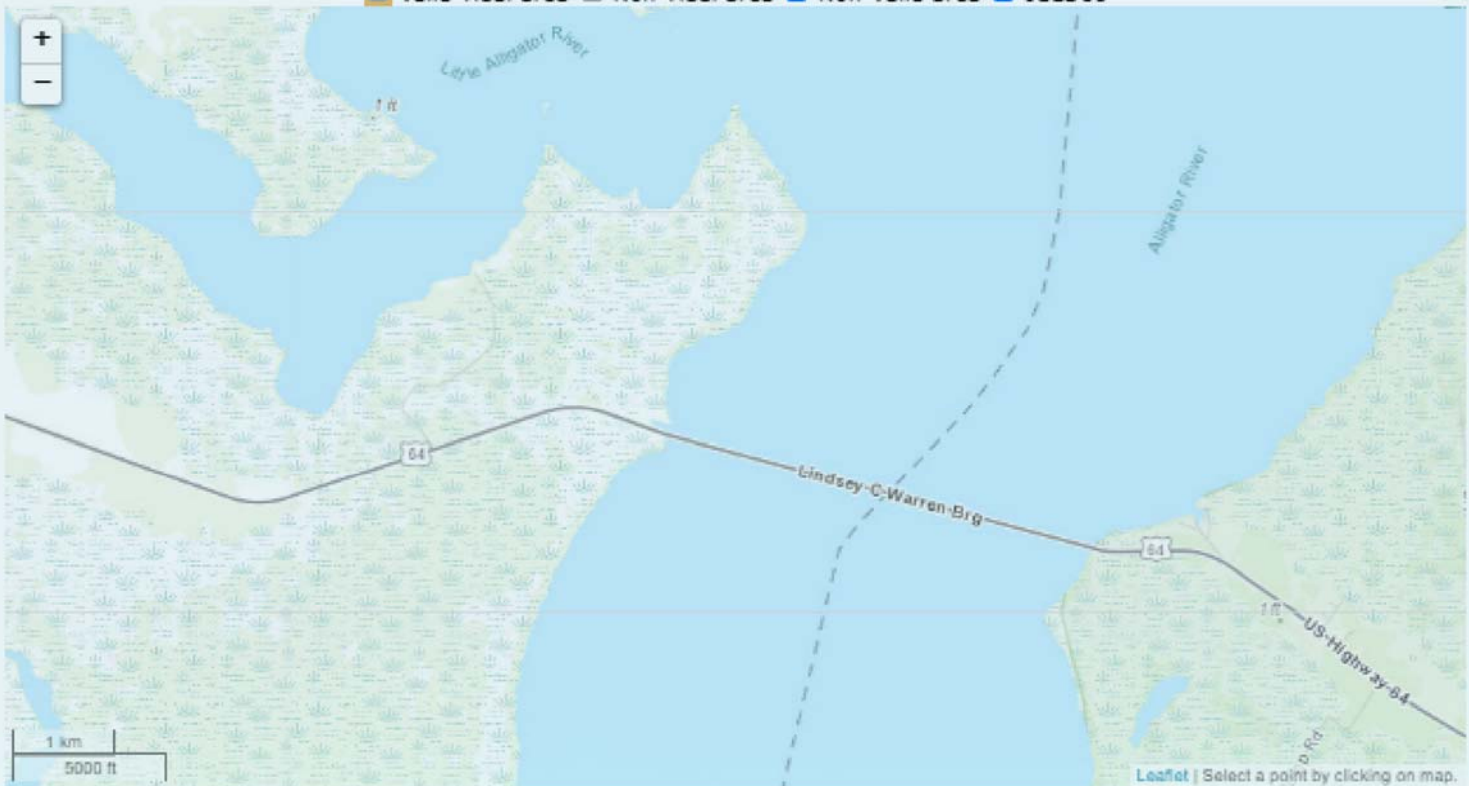 +
−
Little Alligator River
1 ft
Alligator River
64
Lindsey C Warren Brg
64
1 ft
US Highway 64
D Rd
1 km
5000 ft
Leaflet | Select a point by clicking on map.